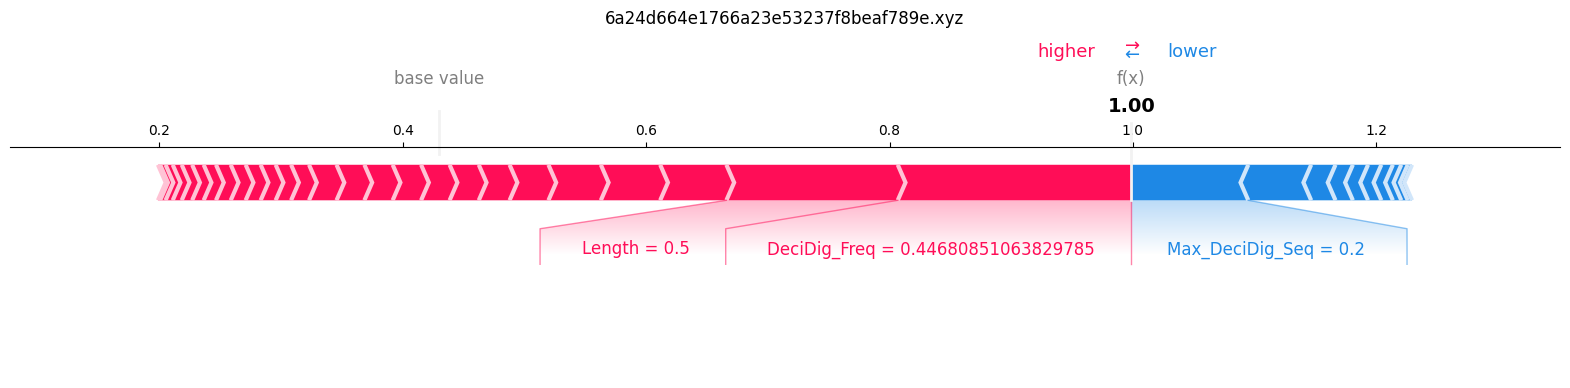 6a24d664e1766a23e53237f8beaf789e.xyz
higher ⇄ lower
base value f(x)
1.00
0.2 0.4 0.6 0.8 1.0 1.2
Length = 0.5 DeciDig_Freq = 0.44680851063829785 Max_DeciDig_Seq = 0.2